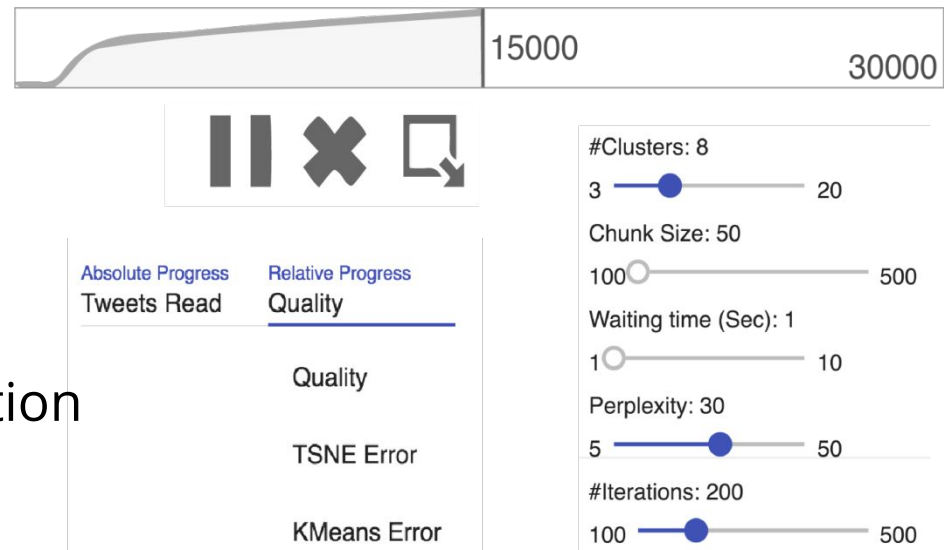 15000
30000
#Clusters: 8
3 20
Chunk Size: 50
100 500
Waiting time (Sec): 1
1 10
Perplexity: 30
5 50
#Iterations: 200
100 500
Absolute Progress Relative Progress
Tweets Read Quality
Quality
TSNE Error
KMeans Error
tion